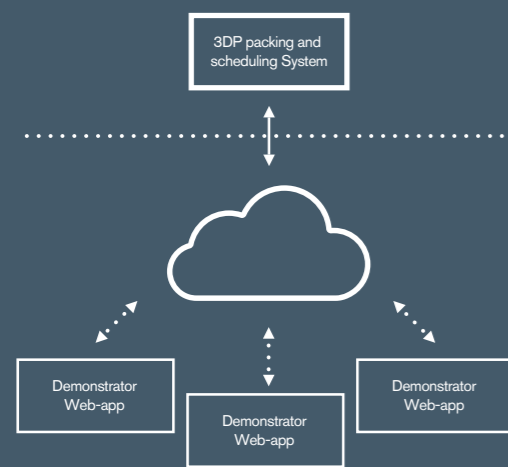 3DP packing and
scheduling System
Demonstrator
Web-app
Demonstrator
Web-app
Demonstrator
Web-app